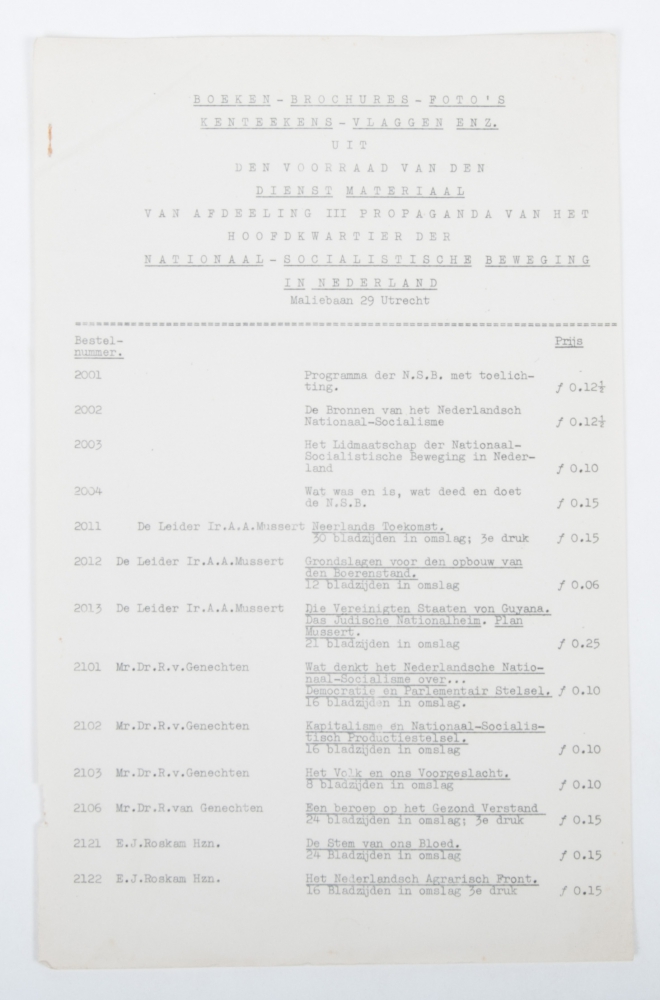 BOEKEN - BROCHURES - FOTO'S
KENTEEKENS - VLAGGEN ENZ.
UIT
DEN VOORRAAD VAN DEN
DIENST MATERIAAL
VAN AFDEELING III PROPAGANDA VAN HET
HOOFDKWARTIER DER
NATIONAAL - SOCIALISTISCHE BEWEGING
IN NEDERLAND
Maliebaan 29 Utrecht
Bestel- Prijs
nummer.
2001 Programma der N.S.B. met toelich-
ting. ƒ 0.12½
2002 De Bronnen van het Nederlandsch
Nationaal-Socialisme ƒ 0.12½
2003 Het Lidmaatschap der Nationaal-
Socialistische Beweging in Neder-
land ƒ 0.10
2004 Wat was en is, wat deed en doet
de N.S.B. ƒ 0.15
2011 De Leider Ir.A.A.Mussert Neerlands Toekomst.
30 bladzijden in omslag; 3e druk ƒ 0.15
2012 De Leider Ir.A.A.Mussert Grondslagen voor den opbouw van
den Boerenstand.
12 bladzijden in omslag ƒ 0.06
2013 De Leider Ir.A.A.Mussert Die Vereinigten Staaten von Guyana.
Das Judische Nationalheim. Plan
Mussert.
21 bladzijden in omslag ƒ 0.25
2101 Mr.Dr.R.v.Genechten Wat denkt het Nederlandsche Natio-
naal-Socialisme over...
Democratie en Parlementair Stelsel. ƒ 0.10
16 bladzijden in omslag.
2102 Mr.Dr.R.v.Genechten Kapitalisme en Nationaal-Socialis-
tisch Productiestelsel.
16 bladzijden in omslag ƒ 0.10
2103 Mr.Dr.R.v.Genechten Het Volk en ons Voorgeslacht.
8 bladzijden in omslag ƒ 0.10
2106 Mr.Dr.R.van Genechten Een beroep op het Gezond Verstand
24 bladzijden in omslag; 3e druk ƒ 0.15
2121 E.J.Roskam Hzn. De Stem van ons Bloed.
24 Bladzijden in omslag ƒ 0.15
2122 E.J.Roskam Hzn. Het Nederlandsch Agrarisch Front.
16 Bladzijden in omslag 3e druk ƒ 0.15